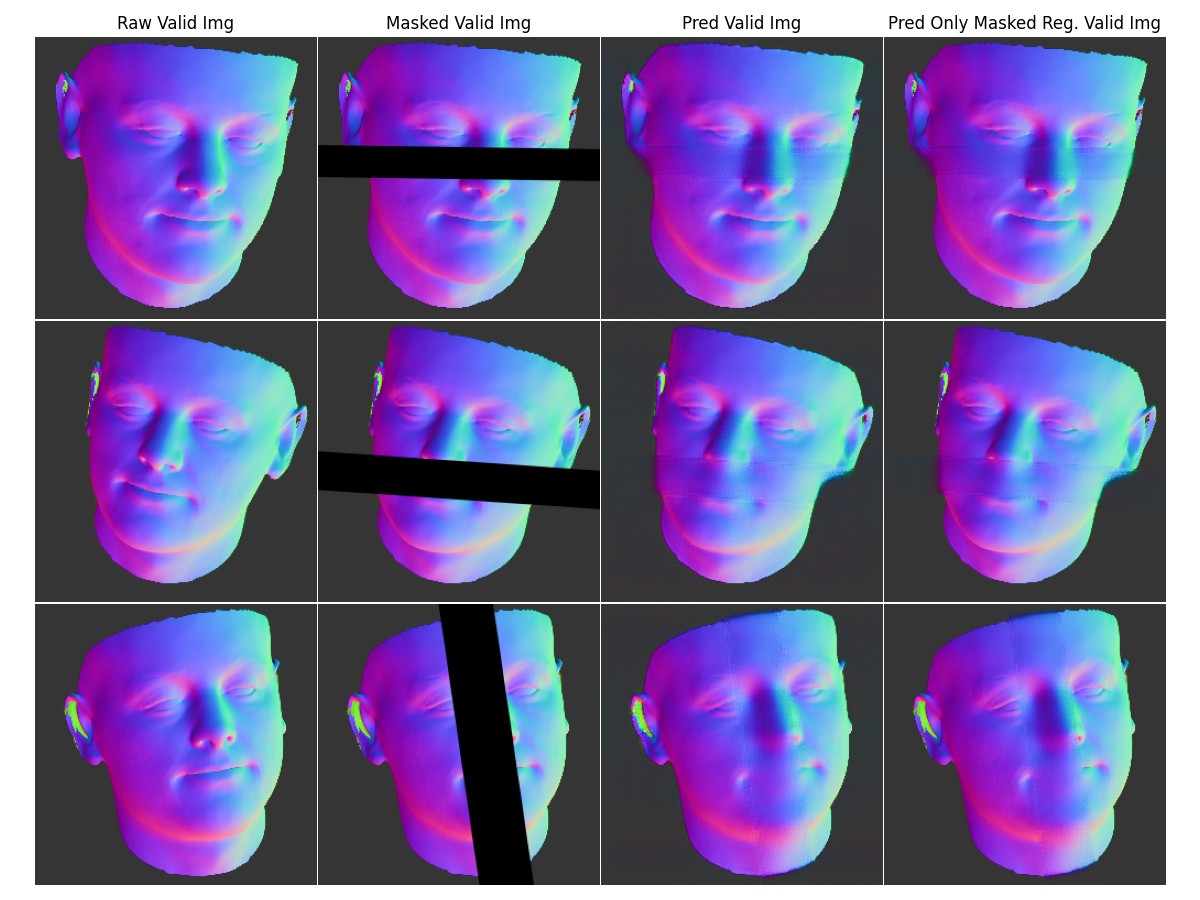 Raw Valid Img
Masked Valid Img
Pred Valid Img
Pred Only Masked Reg. Valid Img